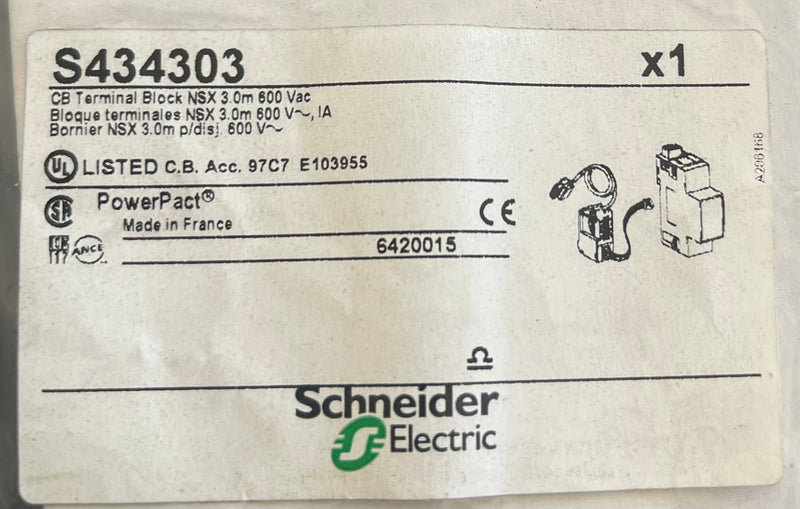 S434303 x1
CB Terminal Block NSX 3.0m 600 Vac
Bloque terminales NSX 3.0m 600 V~, IA
Bornier NSX 3.0m p/disj. 600 V~
UL LISTED C.B. Acc. 97C7 E103955
PowerPact®
Made in France
CE
ANCE
6420015
A206168
Schneider
Electric